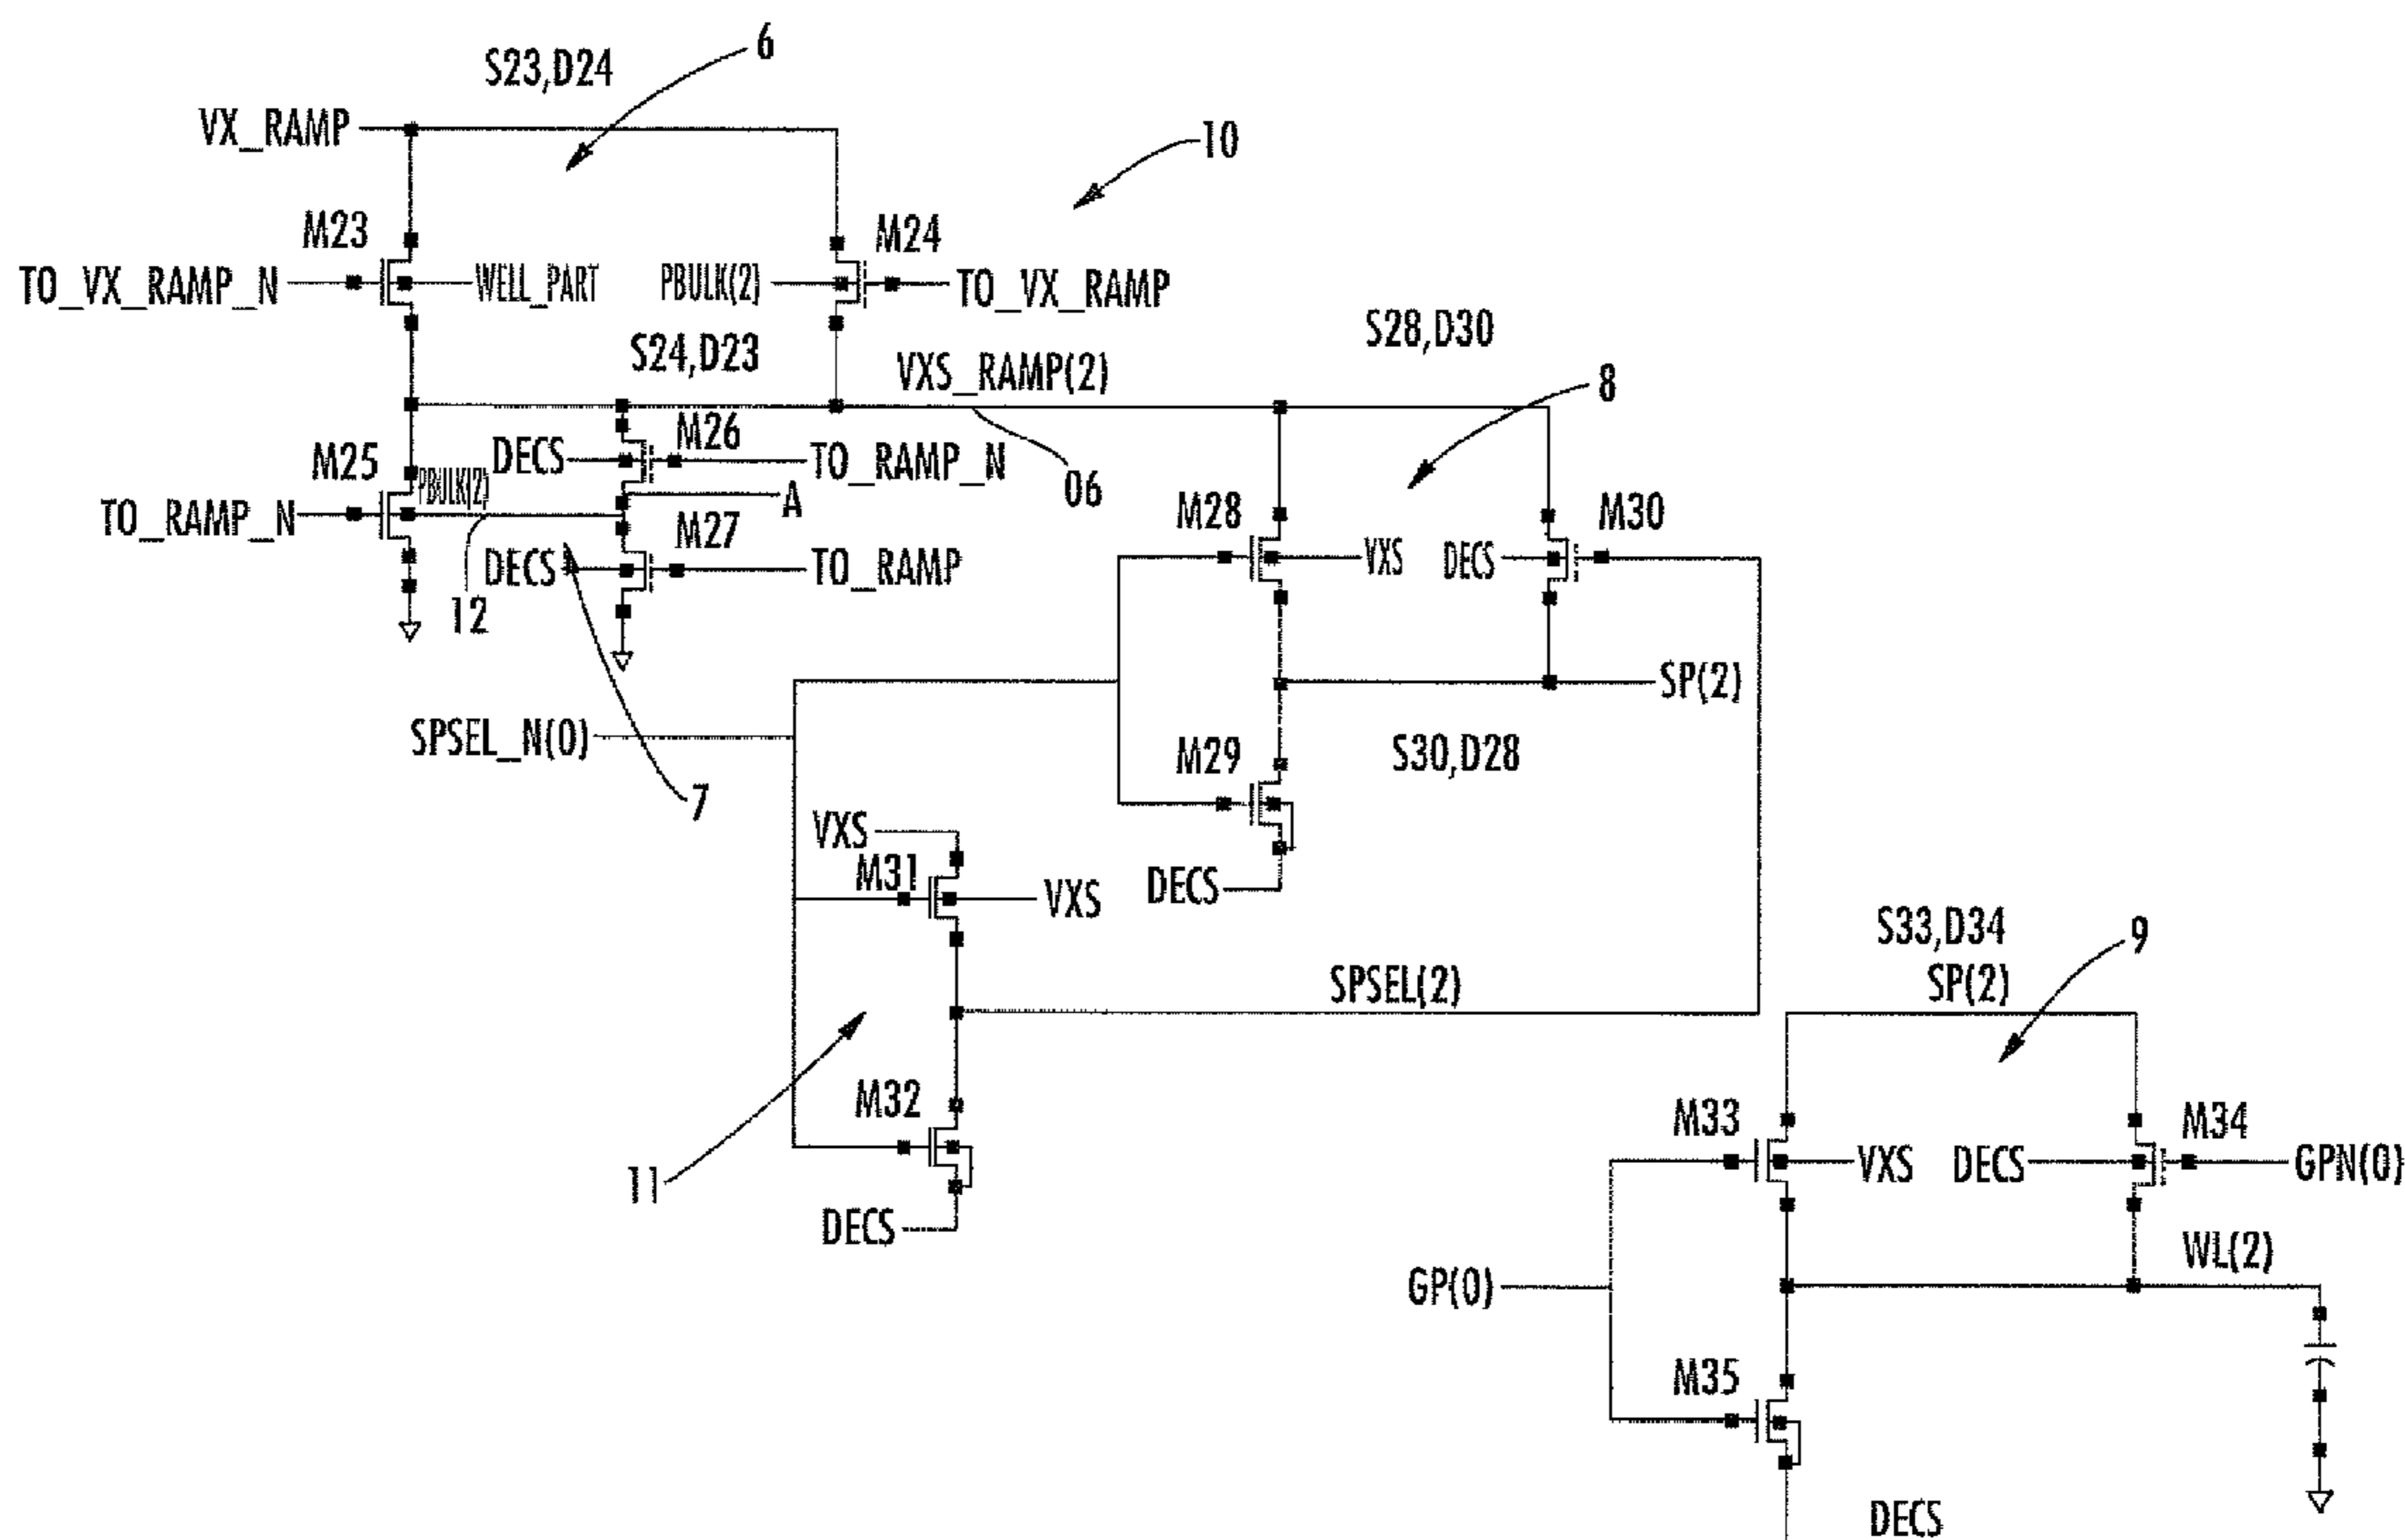 S23,D24
6
VX_RAMP
10
M23
M24
TO_VX_RAMP_N
WELL_PART
PBULK(2)
TO_VX_RAMP
S24,D23
VXS_RAMP(2)
S28,D30
8
M25
PBULK(2)
DECS
M26
TO_RAMP_N
06
TO_RAMP_N
A
M27
DECS
TO_RAMP
12
M28
VXS
DECS
M30
SP(2)
SPSEL_N(0)
7
M29
S30,D28
VXS
M31
VXS
DECS
S33,D34
9
SPSEL(2)
SP(2)
11
M32
DECS
M33
VXS
DECS
M34
GPN(0)
WL(2)
GP(0)
M35
DECS